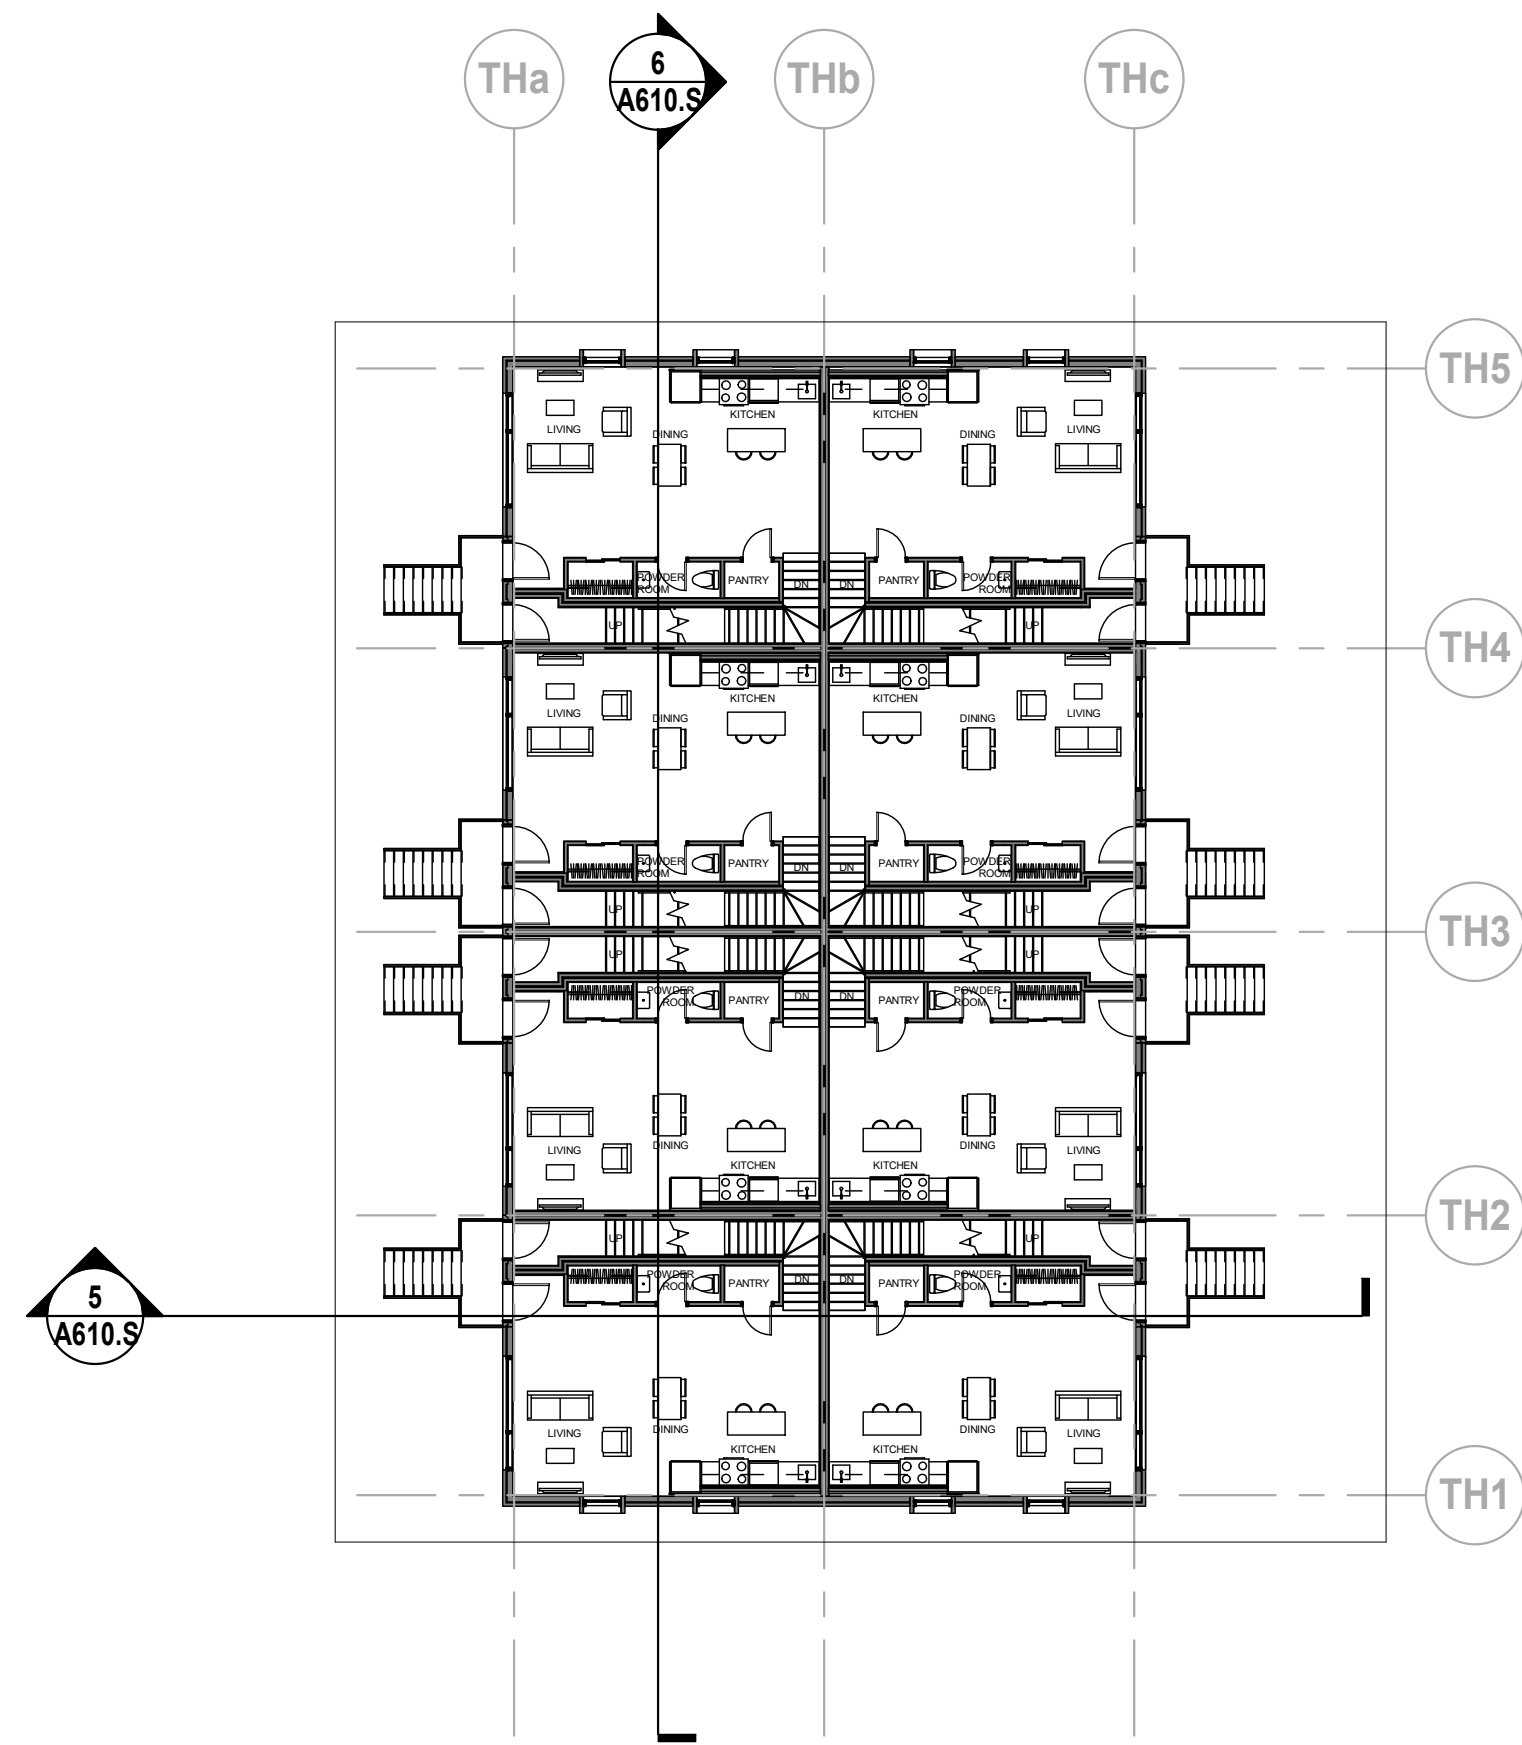 THa
6
A610.S
THb
THc
TH5
KITCHEN
KITCHEN
LIVING
DINING
DINING
LIVING
POWDER
ROOM
PANTRY
DN
DN
PANTRY
POWDER
ROOM
UP
UP
TH4
KITCHEN
KITCHEN
LIVING
DINING
DINING
LIVING
POWDER
ROOM
PANTRY
DN
DN
PANTRY
POWDER
ROOM
UP
UP
TH3
UP
UP
POWDER
ROOM
PANTRY
DN
DN
PANTRY
POWDER
ROOM
LIVING
DINING
DINING
LIVING
KITCHEN
KITCHEN
TH2
UP
UP
POWDER
ROOM
PANTRY
DN
DN
PANTRY
POWDER
ROOM
5
A610.S
LIVING
DINING
DINING
LIVING
KITCHEN
KITCHEN
TH1